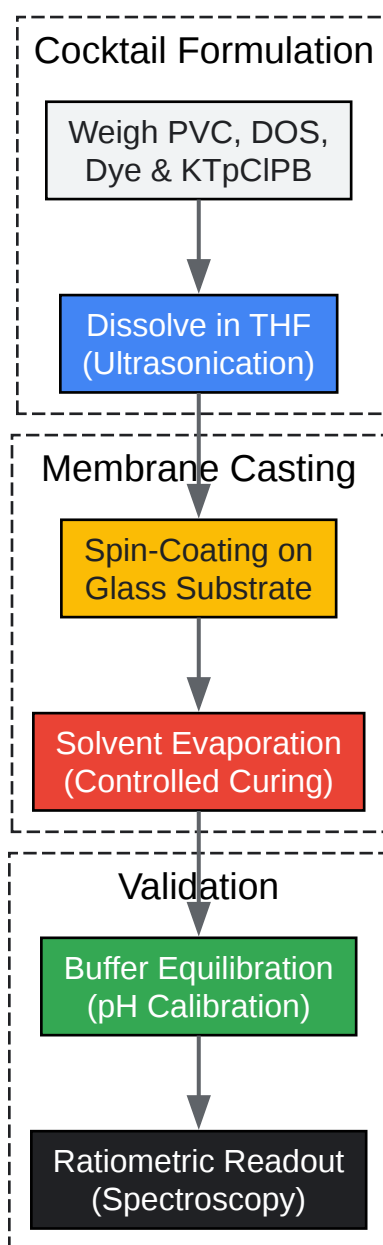 Cocktail Formulation
Weigh PVC, DOS,
Dye & KTpClPB
Dissolve in THF
(Ultrasonication)
Membrane Casting
Spin-Coating on
Glass Substrate
Solvent Evaporation
(Controlled Curing)
Validation
Buffer Equilibration
(pH Calibration)
Ratiometric Readout
(Spectroscopy)